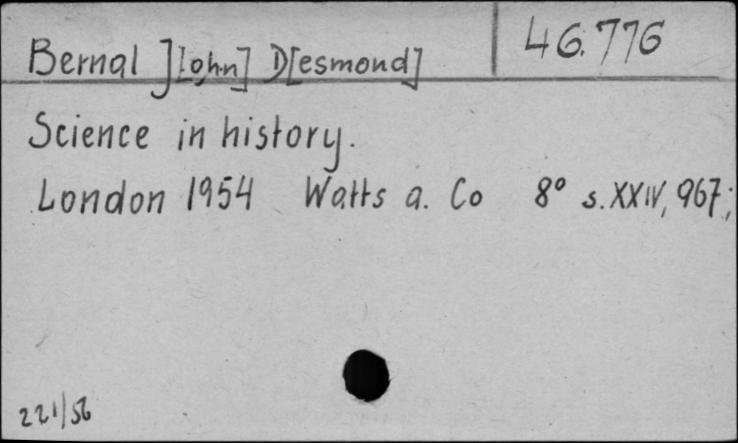 Bernal J[ohn] D[esmond]
46.776
Science in history.
London 1954 Watts a. Co 8° s. XXIV, 967;
221/56